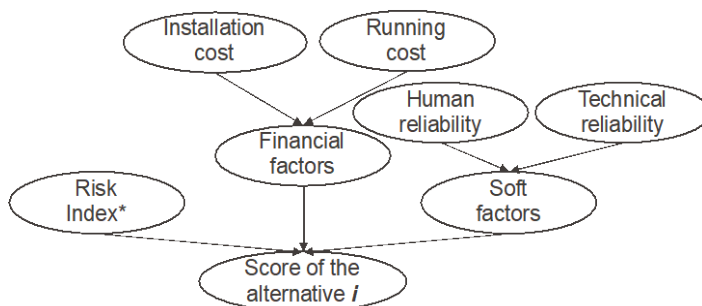 Installation
cost
Running
cost
Human
reliability
Technical
reliability
Financial
factors
Risk
Index*
Soft
factors
Score of the
alternative i